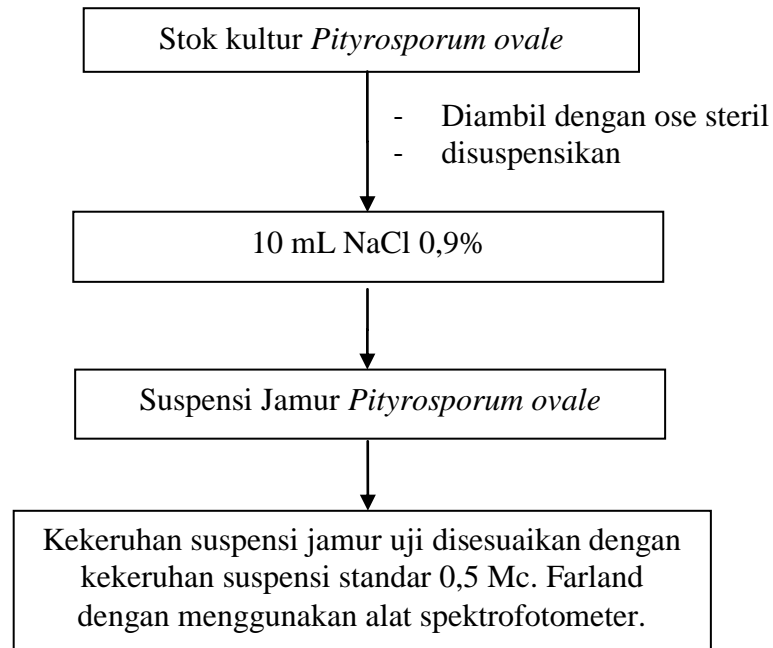 Stok kultur Pityrosporum ovale
- Diambil dengan ose steril
- disuspensikan
10 mL NaCl 0,9%
Suspensi Jamur Pityrosporum ovale
Kekeruhan suspensi jamur uji disesuaikan dengan
kekeruhan suspensi standar 0,5 Mc. Farland
dengan menggunakan alat spektrofotometer.